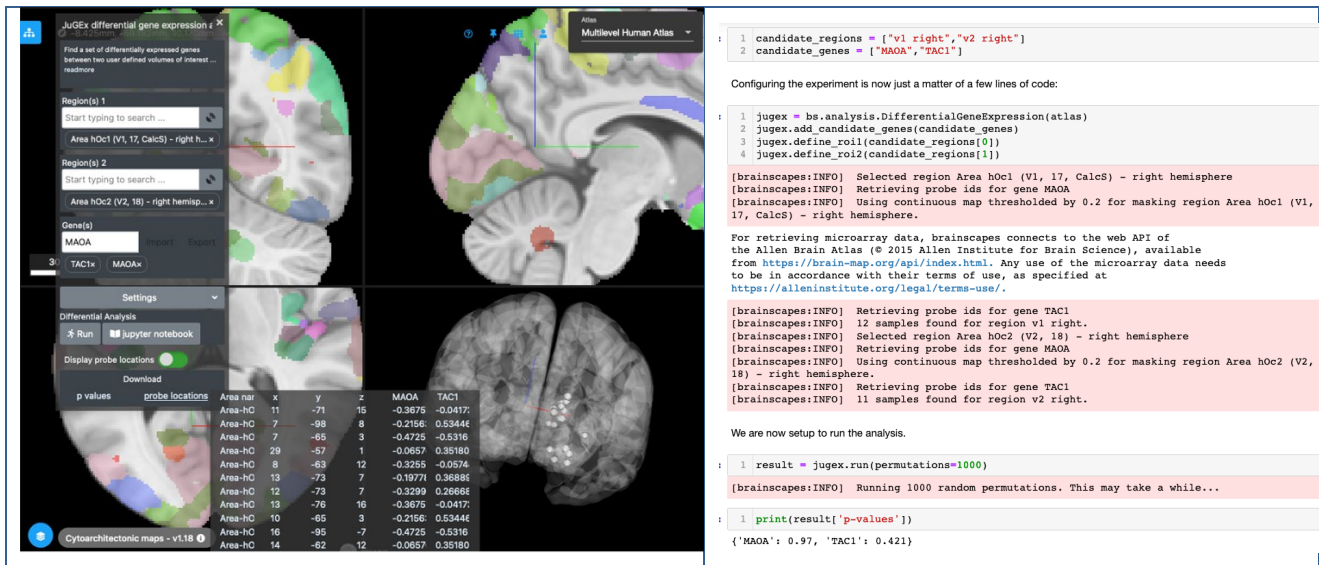 JuGEx differential gene expression a
×
-8.425mm,
Find a set of differentially expressed genes
between two user defined volumes of interest ...
readmore
Region(s) 1
Start typing to search ...
Area hOc1 (V1, 17, CalcS) - right h... ×
Region(s) 2
Start typing to search ...
Area hOc2 (V2, 18) - right hemisp... ×
Gene(s)
MAOA Import Export
TAC1× MAOA×
Settings
Differential Analysis
Run jupyter notebook
Display probe locations
Download
p values probe locations
Cytoarchitectonic maps - v1.18
Atlas
Multilevel Human Atlas
Area nar x y z MAOA TAC1
Area-hO 11 -71 15 -0.3675 -0.0417
Area-hO 7 -98 8 -0.2156 0.53446
Area-hO 7 -65 3 -0.4725 -0.5316
Area-hO 29 -57 1 -0.0657 0.35180
Area-hO 8 -63 12 -0.3255 -0.0574
Area-hO 13 -73 7 -0.19778 0.36889
Area-hO 12 -73 7 -0.3299 0.26668
Area-hO 13 -76 16 -0.3675 -0.0417
Area-hO 10 -65 3 -0.2156 0.53446
Area-hO 16 -95 -7 -0.4725 -0.5316
Area-hO 14 -62 12 -0.0657 0.35180
1 candidate_regions = ["v1 right","v2 right"]
2 candidate_genes = ["MAOA","TAC1"]
Configuring the experiment is now just a matter of a few lines of code:
1 jugex = bs.analysis.DifferentialGeneExpression(atlas)
2 jugex.add_candidate_genes(candidate_genes)
3 jugex.define_roi1(candidate_regions[0])
4 jugex.define_roi2(candidate_regions[1])
[brainscapes:INFO] Selected region Area hOc1 (V1, 17, CalcS) - right hemisphere
[brainscapes:INFO] Retrieving probe ids for gene MAOA
[brainscapes:INFO] Using continuous map thresholded by 0.2 for masking region Area hOc1 (V1,
17, CalcS) - right hemisphere.
For retrieving microarray data, brainscapes connects to the web API of
the Allen Brain Atlas (© 2015 Allen Institute for Brain Science), available
from https://brain-map.org/api/index.html. Any use of the microarray data needs
to be in accordance with their terms of use, as specified at
https://alleninstitute.org/legal/terms-use/.
[brainscapes:INFO] Retrieving probe ids for gene TAC1
[brainscapes:INFO] 12 samples found for region v1 right.
[brainscapes:INFO] Selected region Area hOc2 (V2, 18) - right hemisphere
[brainscapes:INFO] Retrieving probe ids for gene MAOA
[brainscapes:INFO] Using continuous map thresholded by 0.2 for masking region Area hOc2 (V2,
18) - right hemisphere.
[brainscapes:INFO] Retrieving probe ids for gene TAC1
[brainscapes:INFO] 11 samples found for region v2 right.
We are now setup to run the analysis.
1 result = jugex.run(permutations=1000)
[brainscapes:INFO] Running 1000 random permutations. This may take a while...
1 print(result['p-values'])
{'MAOA': 0.97, 'TAC1': 0.421}